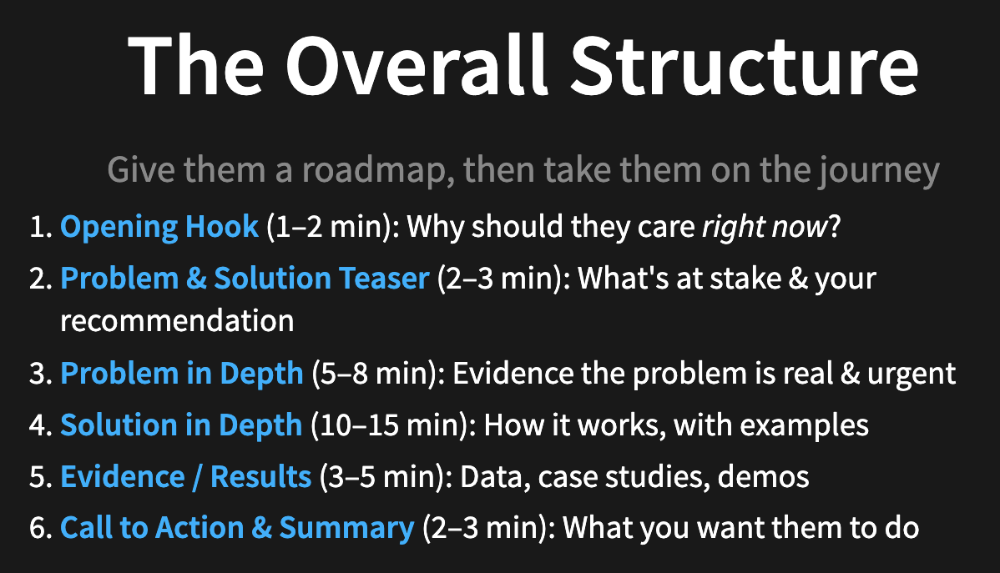 The Overall Structure
Give them a roadmap, then take them on the journey
1. Opening Hook (1–2 min): Why should they care right now?
2. Problem & Solution Teaser (2–3 min): What's at stake & your
recommendation
3. Problem in Depth (5–8 min): Evidence the problem is real & urgent
4. Solution in Depth (10–15 min): How it works, with examples
5. Evidence / Results (3–5 min): Data, case studies, demos
6. Call to Action & Summary (2–3 min): What you want them to do